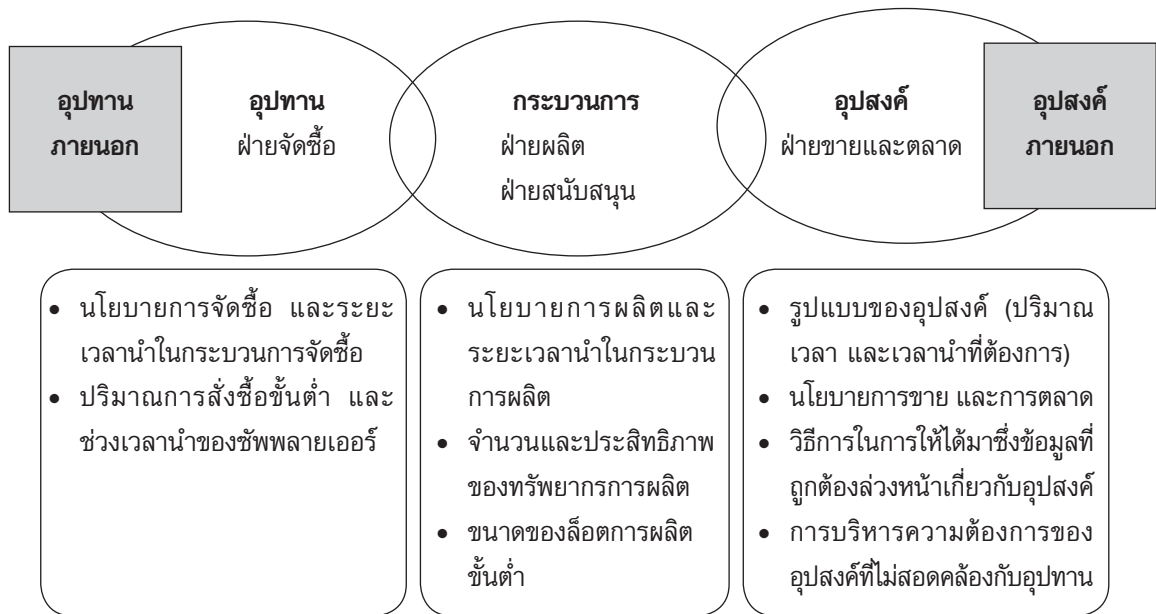 อุปทาน
ภายนอก
อุปทาน
ฝ่ายจัดซื้อ
กระบวนการ
ฝ่ายผลิต
ฝ่ายสนับสนุน
อุปสงค์
ฝ่ายขายและตลาด
อุปสงค์
ภายนอก
• นโยบายการจัดซื้อ และระยะ
เวลานำในกระบวนการจัดซื้อ
• ปริมาณการสั่งซื้อขั้นต่ำ และ
ช่วงเวลานำของซัพพลายเออร์
• นโยบายการผลิตและ
ระยะเวลานำในกระบวน
การผลิต
• จำนวนและประสิทธิภาพ
ของทรัพยากรการผลิต
• ขนาดของล็อตการผลิต
ขั้นต่ำ
• รูปแบบของอุปสงค์ (ปริมาณ
เวลา และเวลานำที่ต้องการ)
• นโยบายการขาย และการตลาด
• วิธีการในการให้ได้มาซึ่งข้อมูลที่
ถูกต้องล่วงหน้าเกี่ยวกับอุปสงค์
• การบริหารความต้องการของ
อุปสงค์ที่ไม่สอดคล้องกับอุปทาน